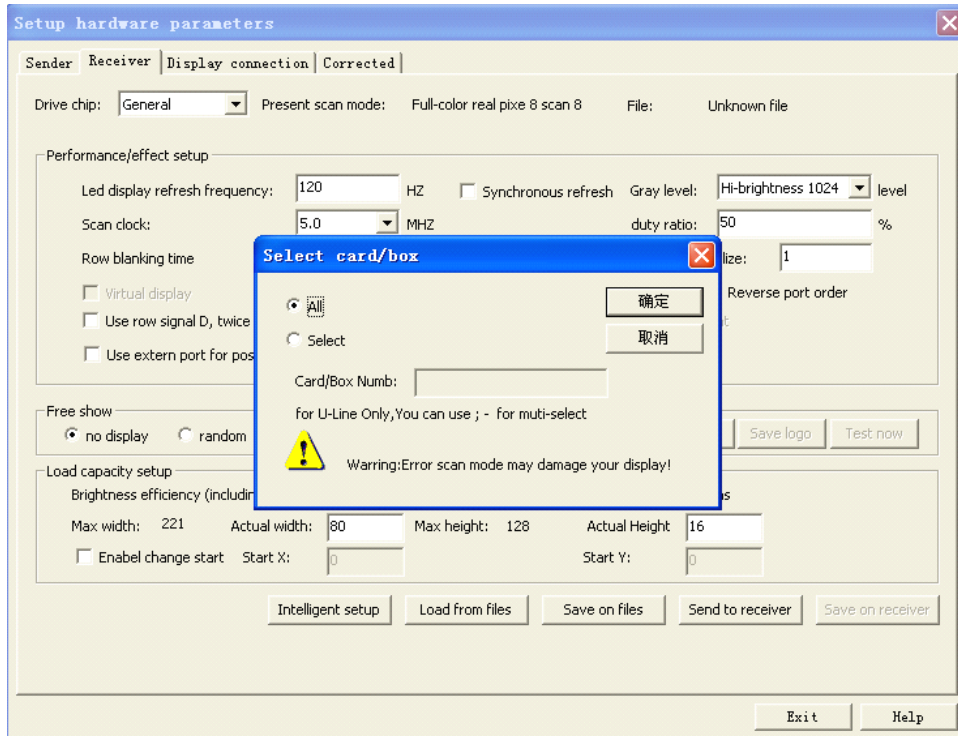 Setup hardware parameters
Sender Receiver Display connection Corrected
Drive chip: General Present scan mode: Full-color real pixe 8 scan 8 File: Unknown file
Performance/effect setup
Led display refresh frequency: 120 HZ Synchronous refresh Gray level: Hi-brightness 1024 level
Scan clock: 5.0 MHZ duty ratio: 50 %
Row blanking time lize: 1
Virtual display Reverse port order
Use row signal D, twice
Use extern port for pos
Select card/box
All 确定
Select 取消
Card/Box Numb:
for U-Line Only,You can use ; - for muti-select
Warring:Error scan mode may damage your display!
Free show
no display random Save logo Test now
Load capacity setup
Brightness efficiency (includin
Max width: 221 Actual width: 80 Max height: 128 Actual Height 16
Enabel change start Start X: 0 Start Y: 0
Intelligent setup Load from files Save on files Send to receiver Save on receiver
Exit Help